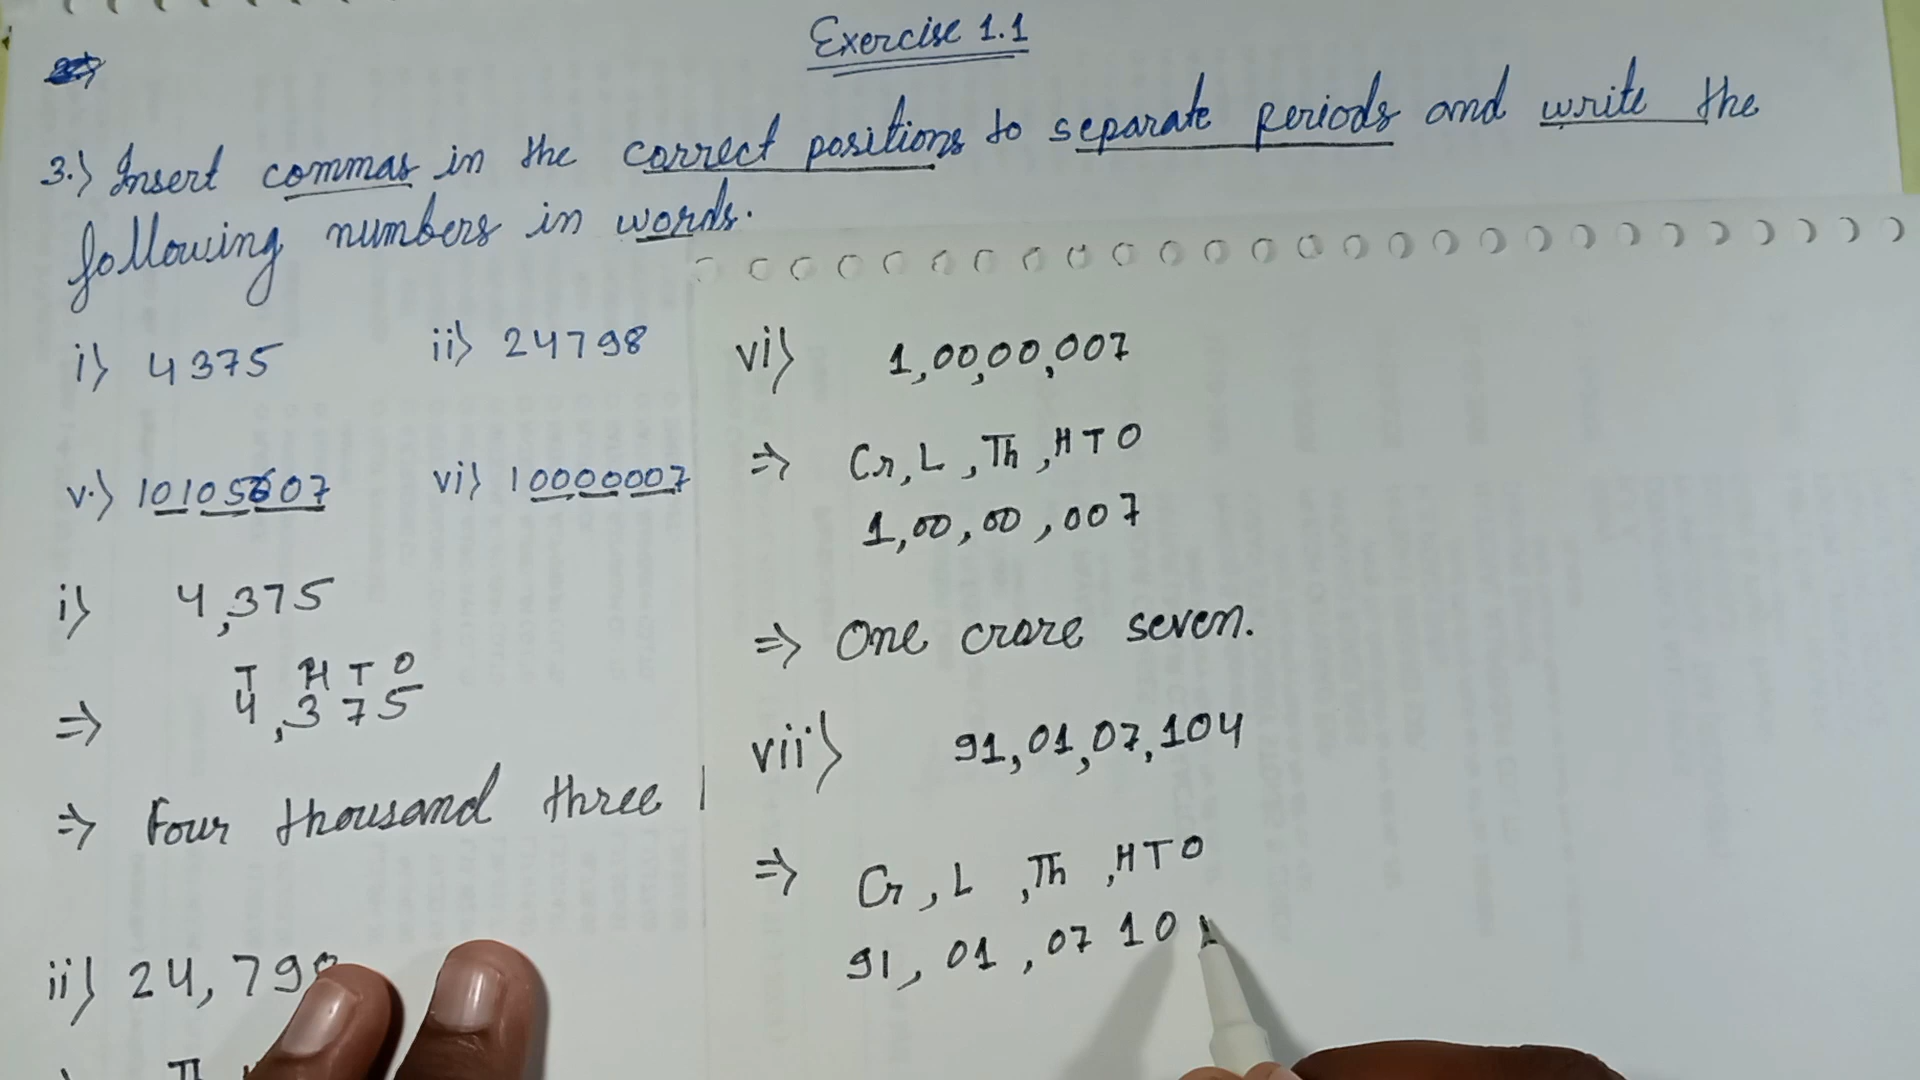 Exercise 1.1
3.) Insert commas in the correct positions to separate periods and write the
following numbers in words.
i) 4375
ii) 24798
v.) 10105607
vi) 10000007
i) 4,375
T H T O
=> 4,375
=> Four thousand three
ii) 24,798
vi) 1,00,00,007
=> Cr, L, Th, H T O
1,00,00,007
=> One crore seven.
vii) 91,01,07,104
=> Cr, L, Th, H T O
91, 01, 07 10